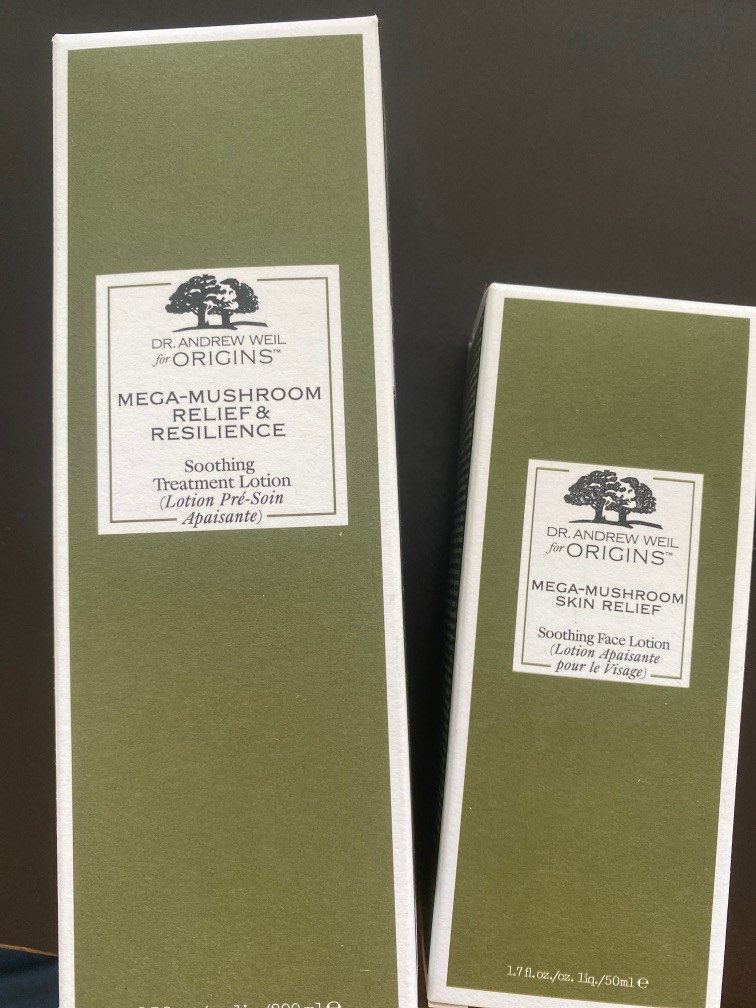 DR. ANDREW WEIL
for ORIGINS™
MEGA-MUSHROOM
RELIEF &
RESILIENCE
Soothing
Treatment Lotion
(Lotion Pré-Soin
Apaisante)
DR. ANDREW WEIL
for ORIGINS™
MEGA-MUSHROOM
SKIN RELIEF
Soothing Face Lotion
(Lotion Apaisante
pour le Visage)
1.7 fl. oz./oz. liq./50ml ℮